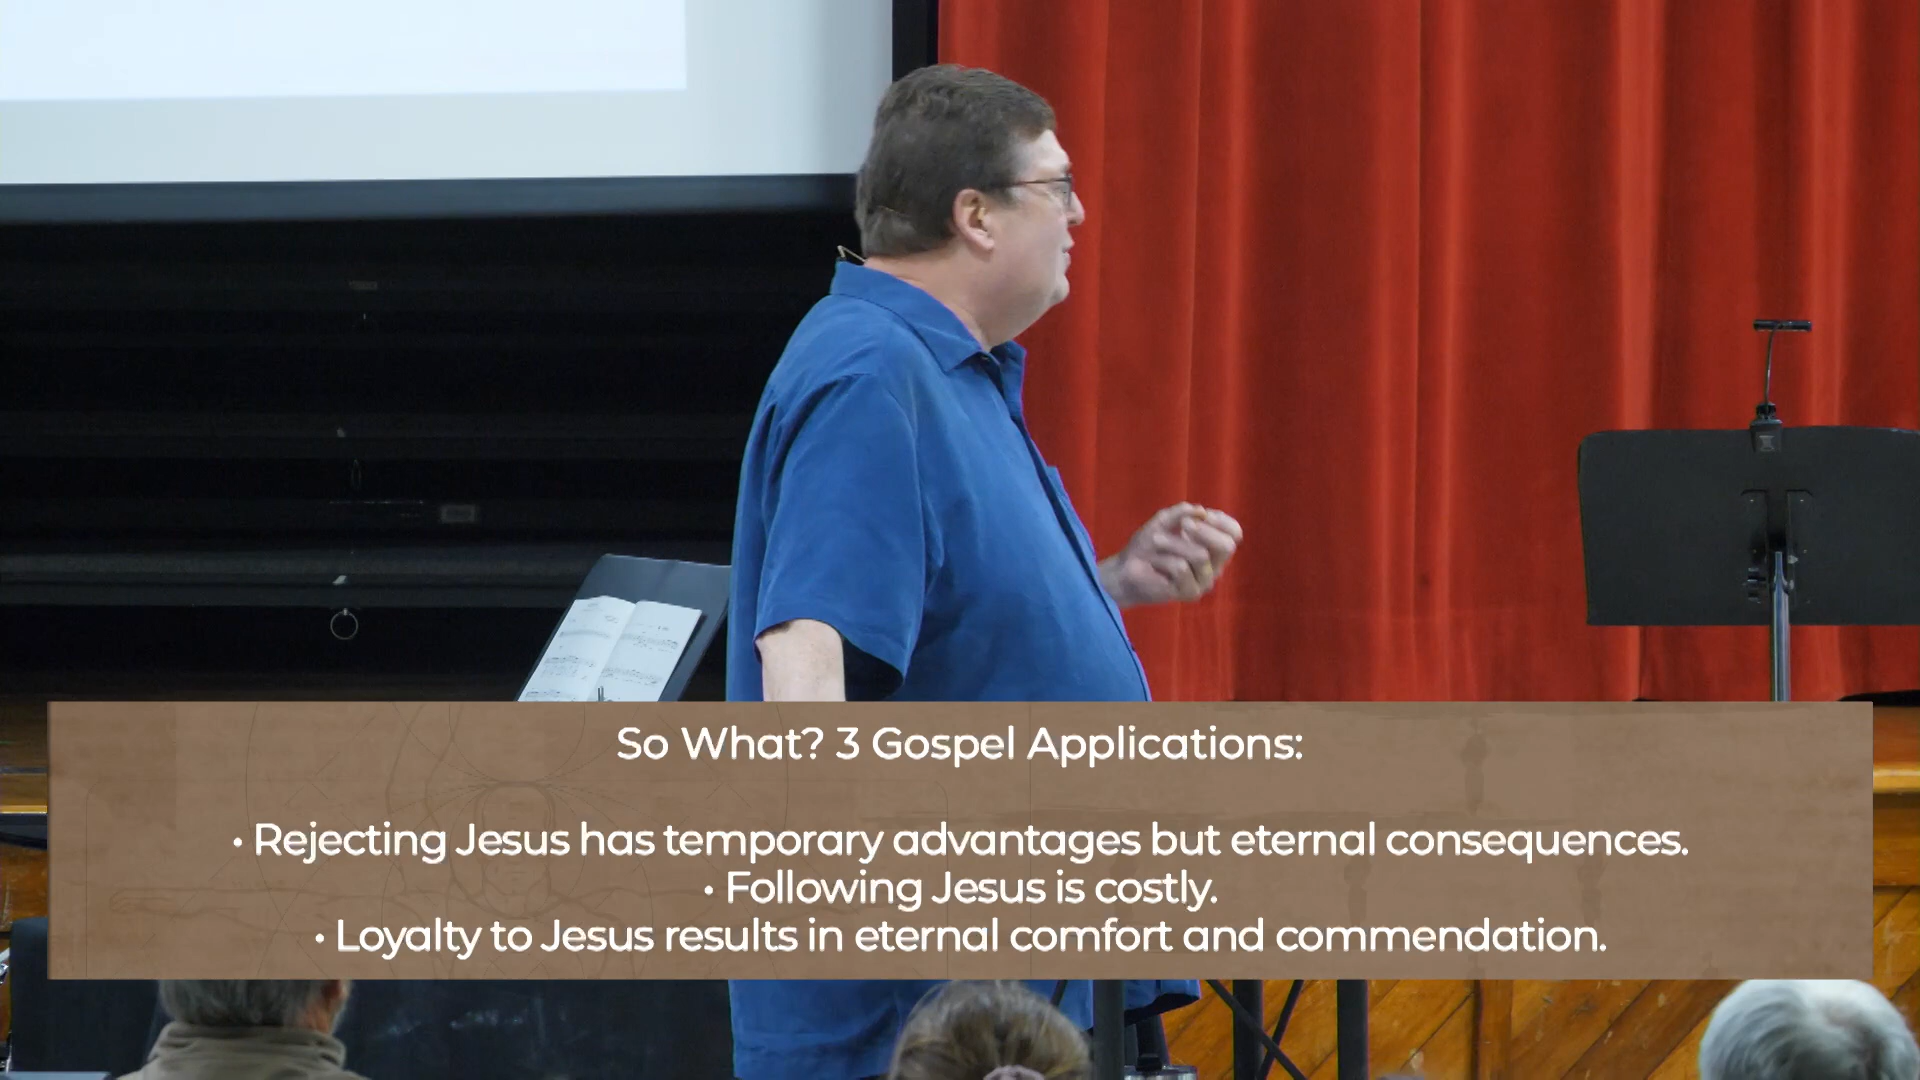 So What? 3 Gospel Applications:
• Rejecting Jesus has temporary advantages but eternal consequences.
• Following Jesus is costly.
• Loyalty to Jesus results in eternal comfort and commendation.